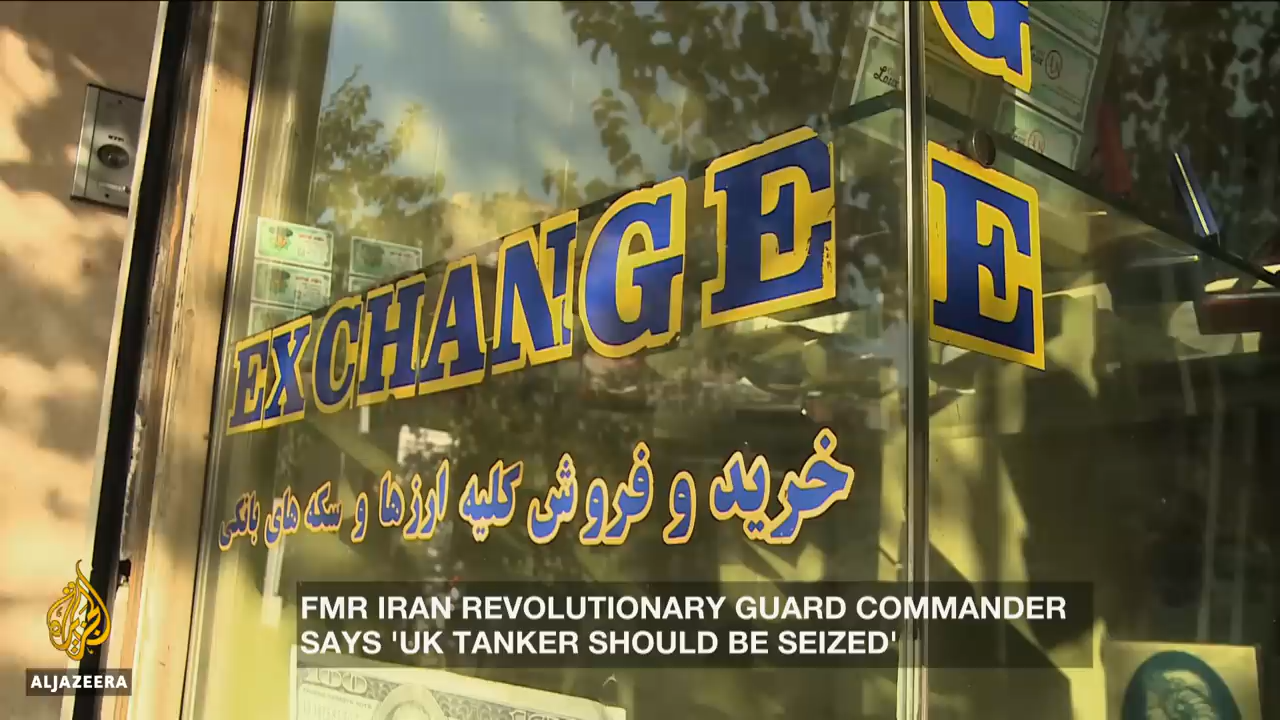 G
EXCHANGE
E
خرید و فروش کلیه ارزها و سکه های بانکی
FMR IRAN REVOLUTIONARY GUARD COMMANDER
SAYS 'UK TANKER SHOULD BE SEIZED'
ALJAZEERA